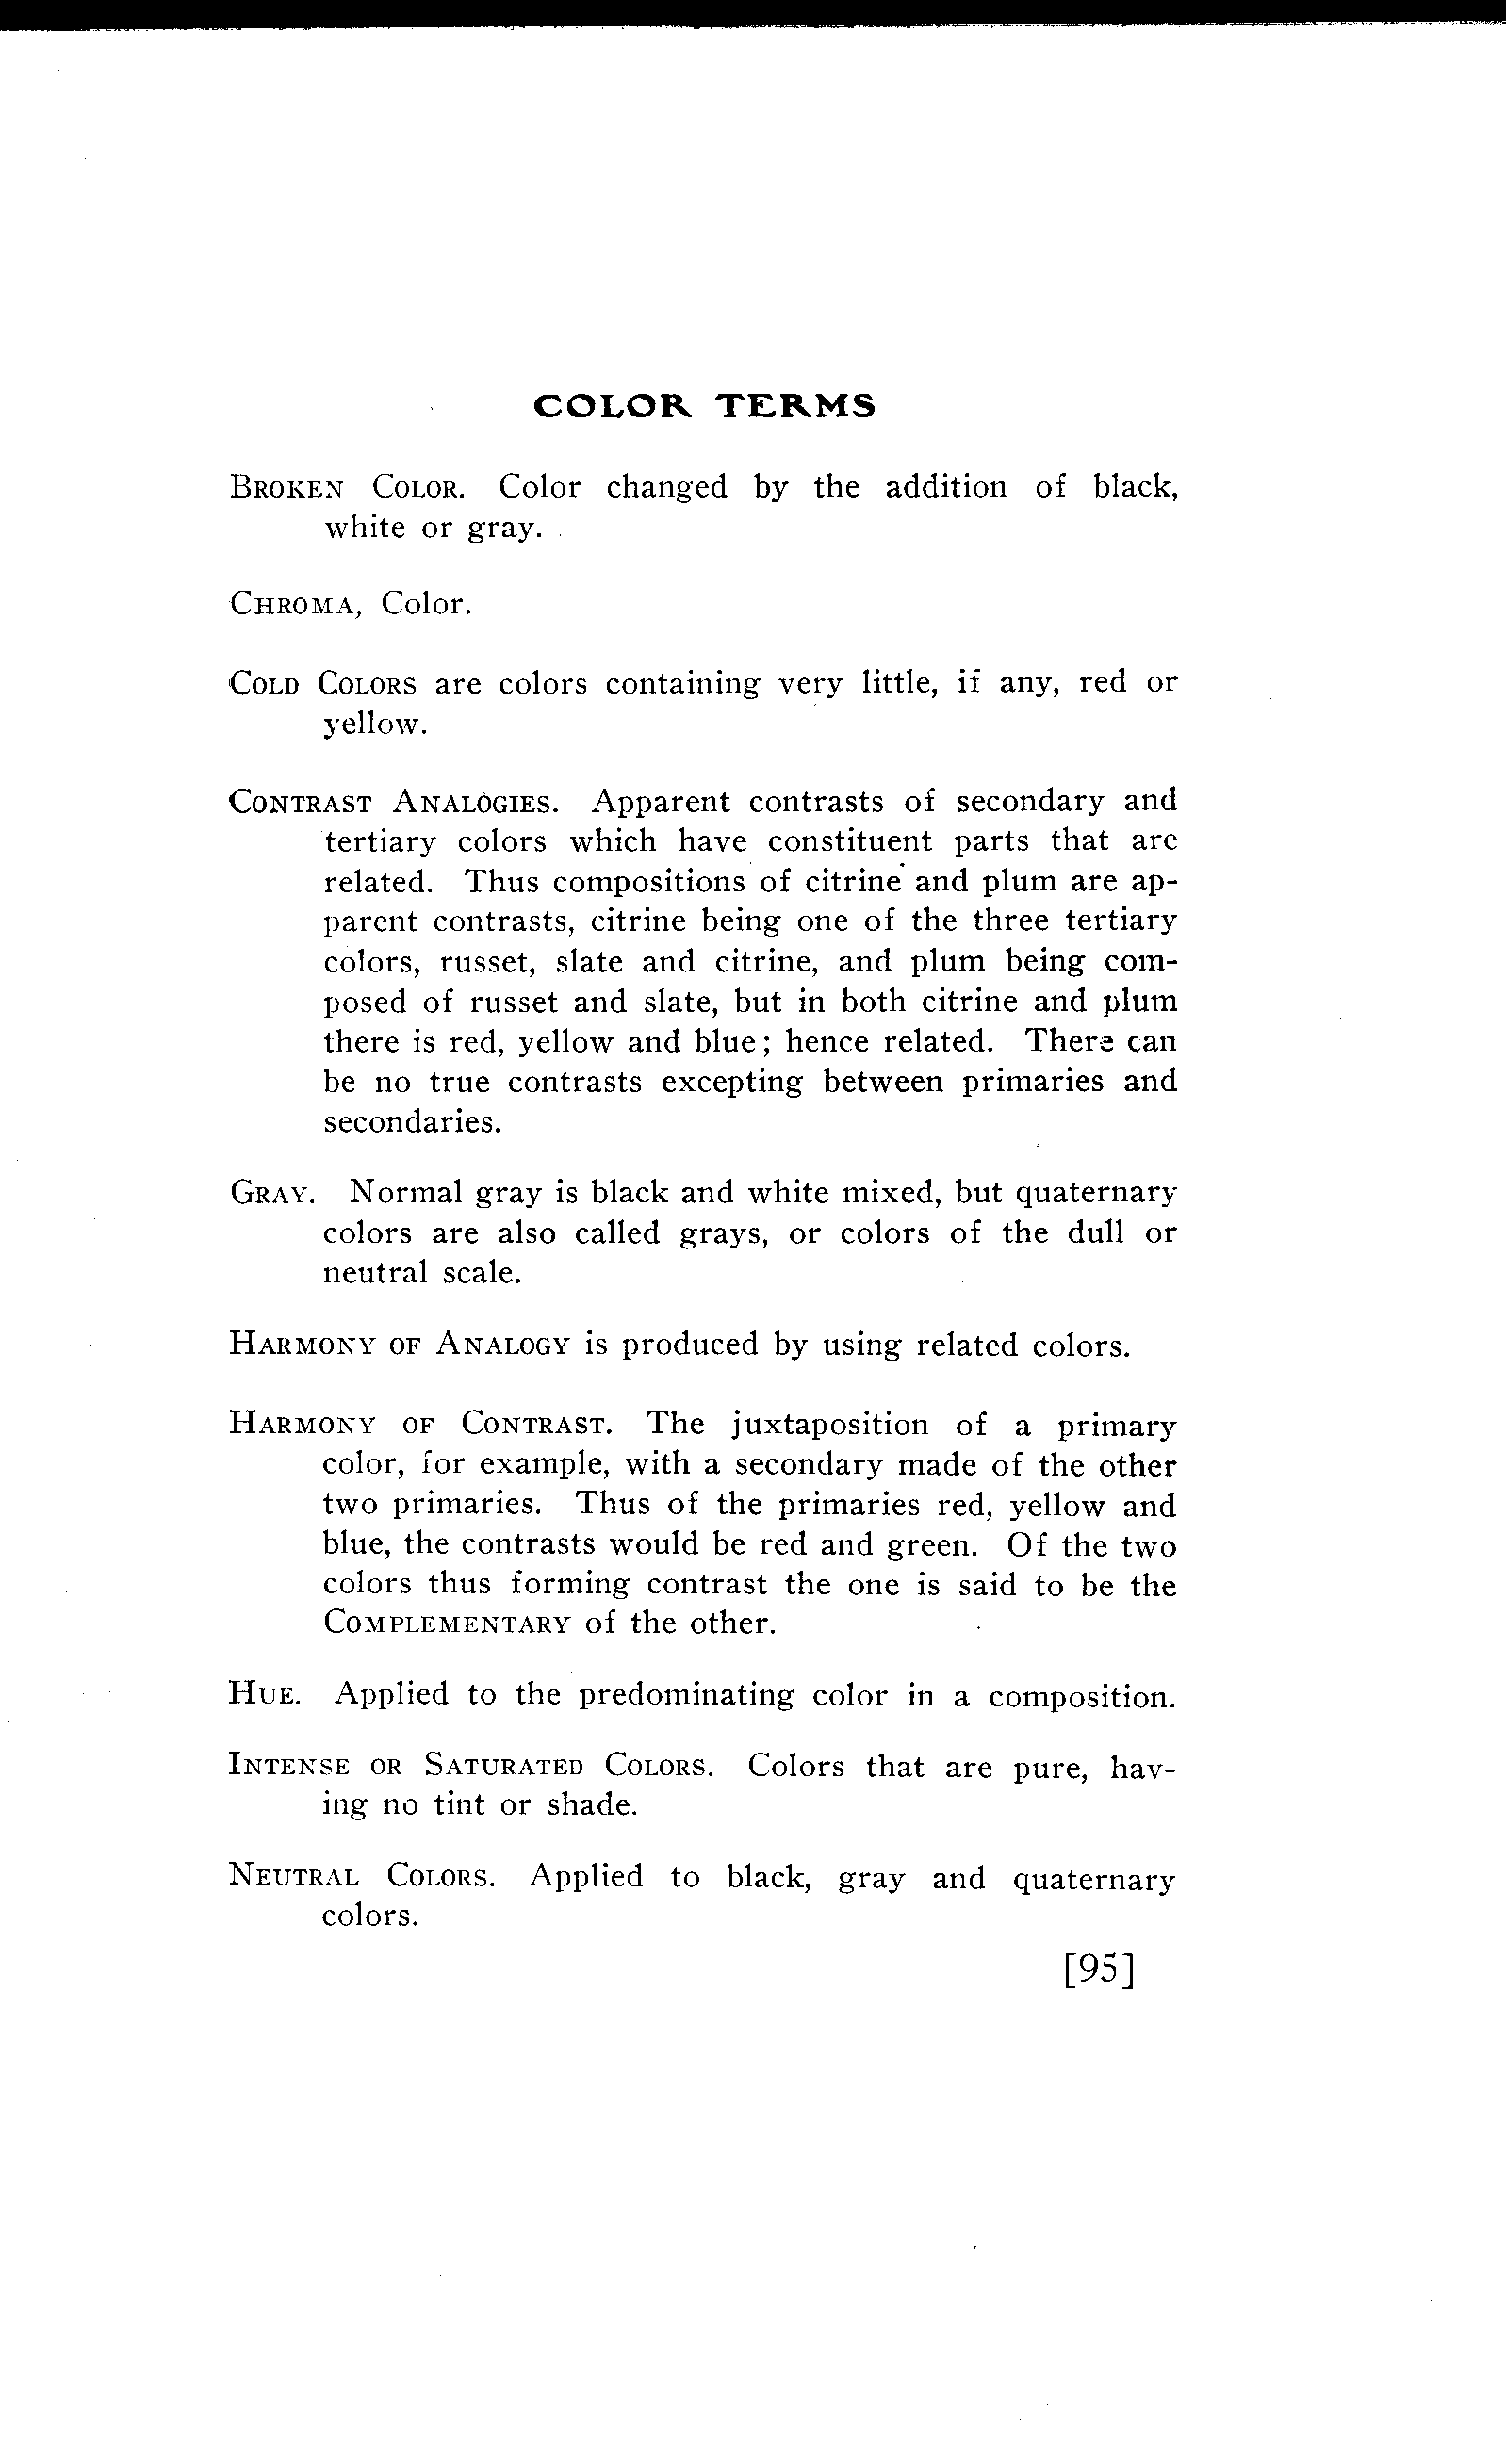 COLOR TERMS
BROKEN COLOR. Color changed by the addition of black,
white or gray.
CHROMA, Color.
COLD COLORS are colors containing very little, if any, red or
yellow.
CONTRAST ANALOGIES. Apparent contrasts of secondary and
tertiary colors which have constituent parts that are
related. Thus compositions of citrine and plum are ap-
parent contrasts, citrine being one of the three tertiary
colors, russet, slate and citrine, and plum being com-
posed of russet and slate, but in both citrine and plum
there is red, yellow and blue; hence related. There can
be no true contrasts excepting between primaries and
secondaries.
GRAY. Normal gray is black and white mixed, but quaternary
colors are also called grays, or colors of the dull or
neutral scale.
HARMONY OF ANALOGY is produced by using related colors.
HARMONY OF CONTRAST. The juxtaposition of a primary
color, for example, with a secondary made of the other
two primaries. Thus of the primaries red, yellow and
blue, the contrasts would be red and green. Of the two
colors thus forming contrast the one is said to be the
COMPLEMENTARY of the other.
HUE. Applied to the predominating color in a composition.
INTENSE OR SATURATED COLORS. Colors that are pure, hav-
ing no tint or shade.
NEUTRAL COLORS. Applied to black, gray and quaternary
colors.
[95]